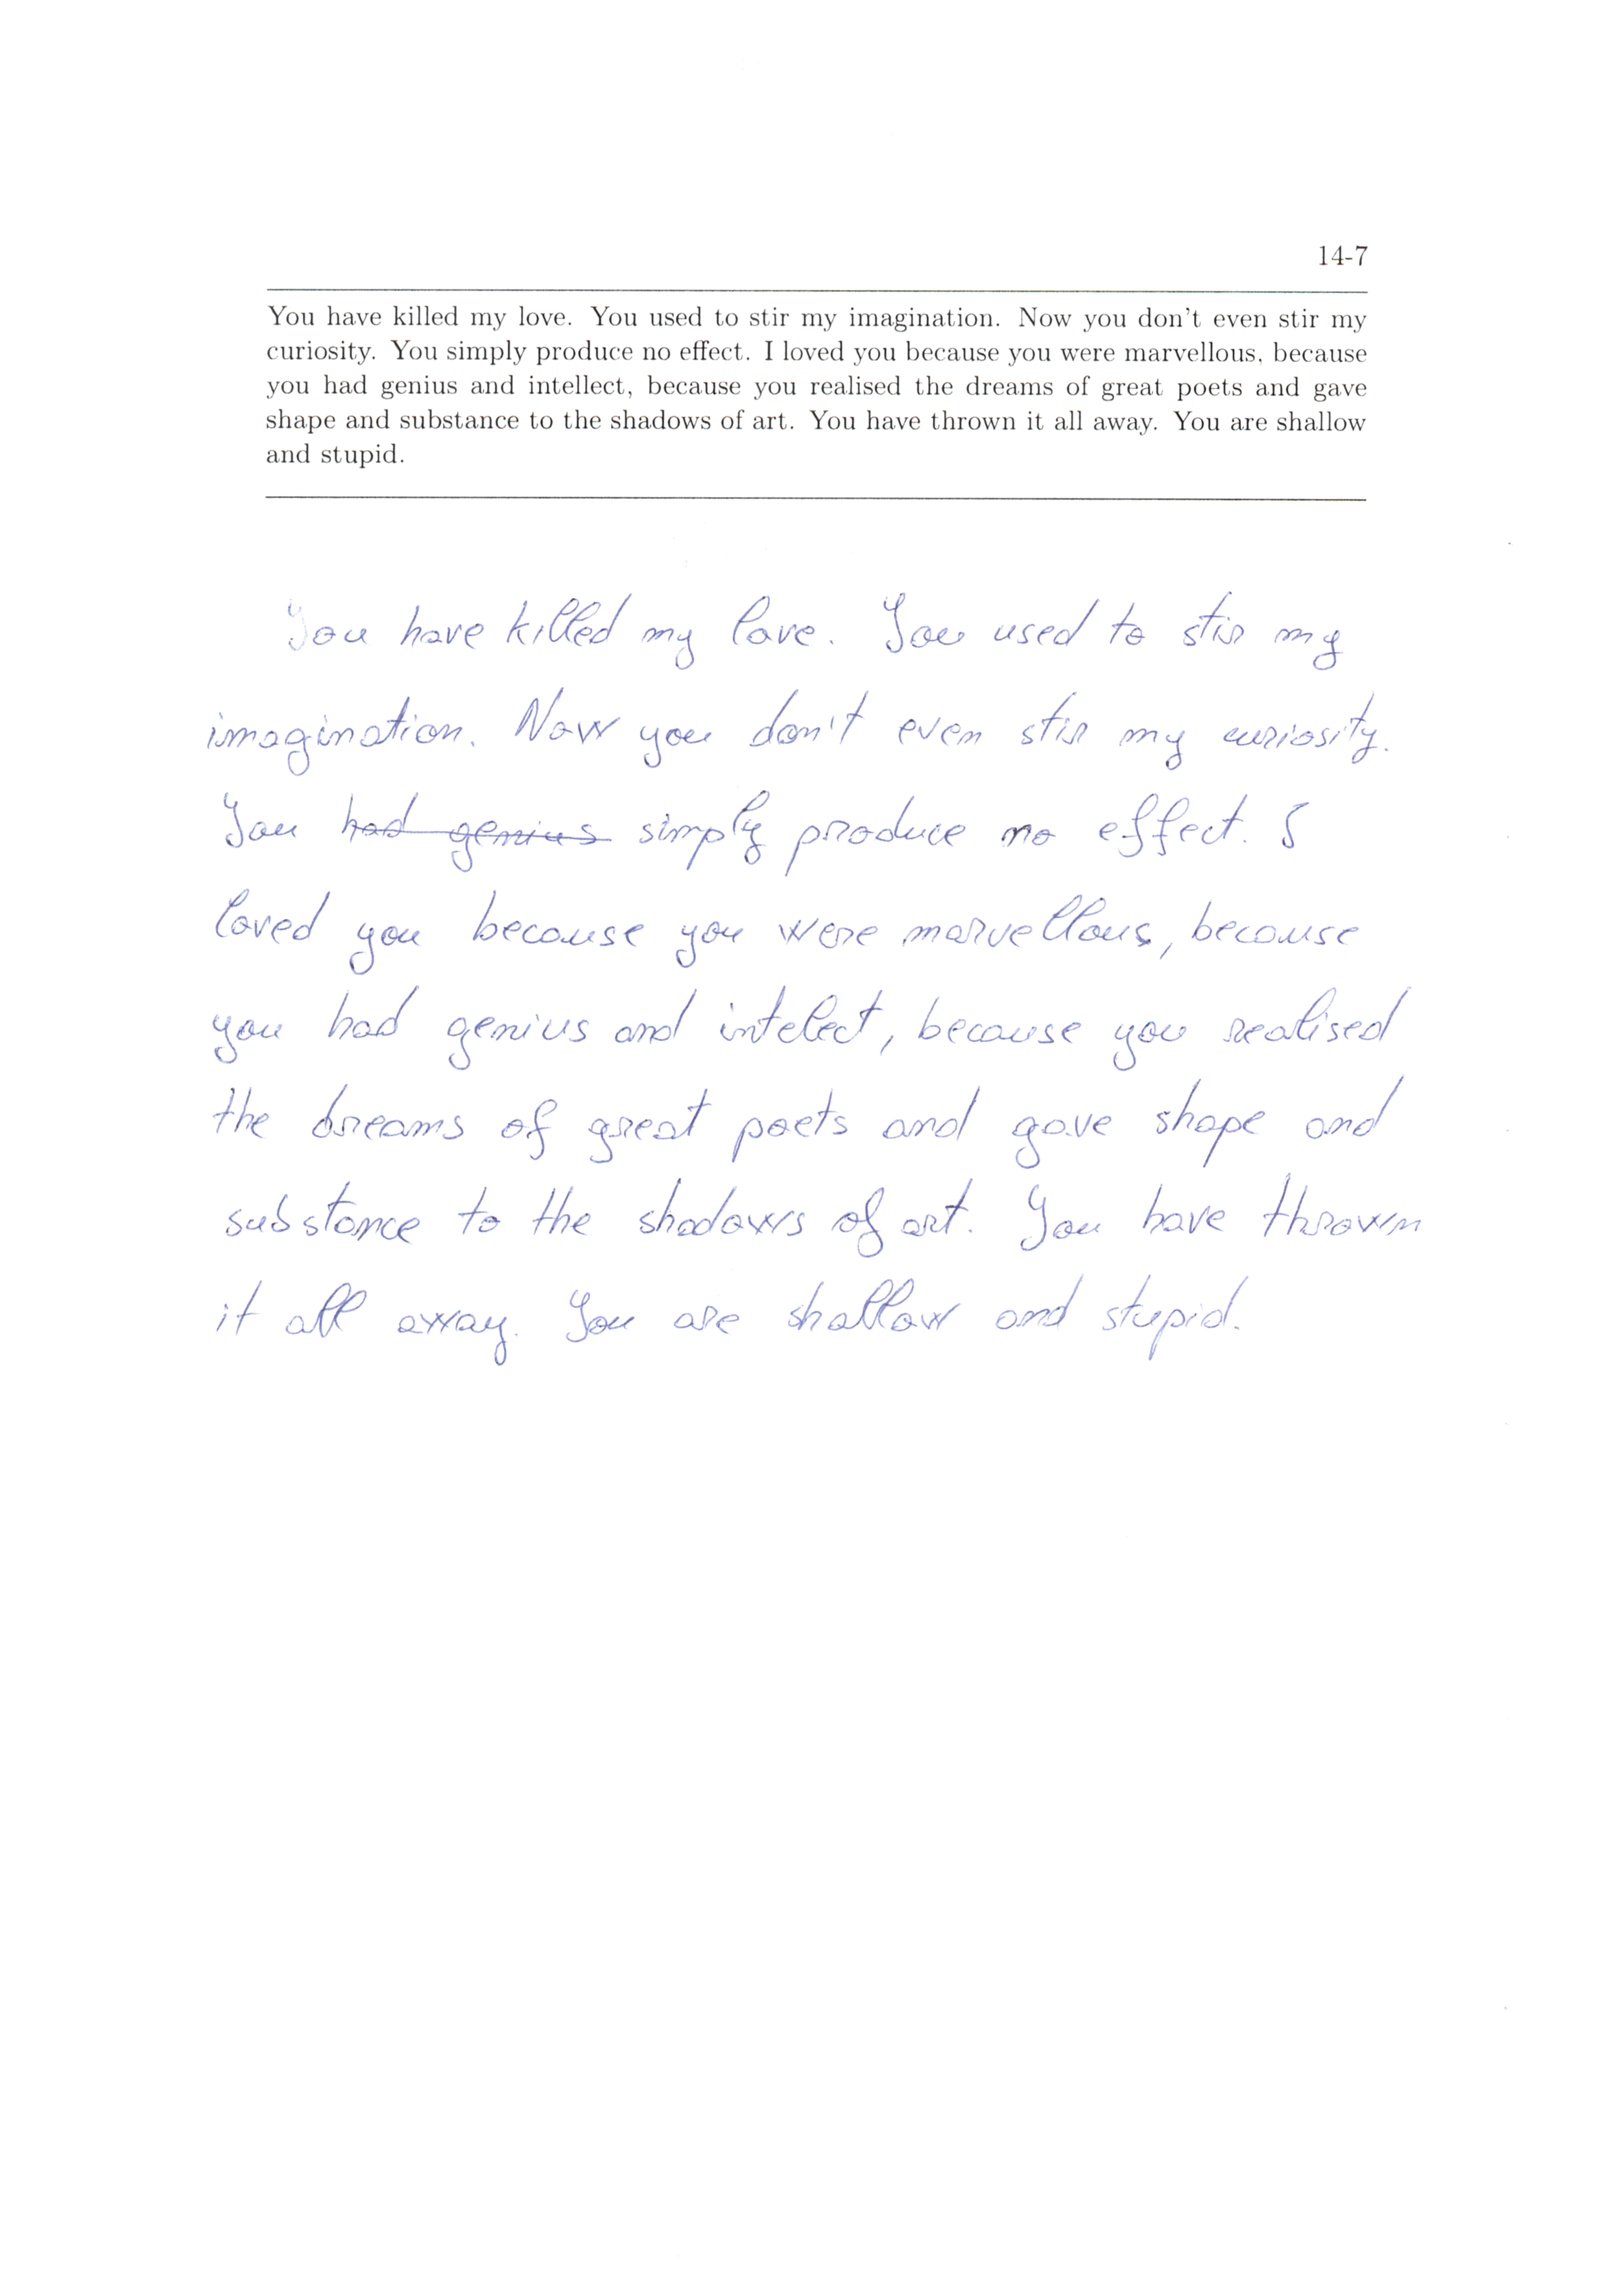 14-7
You have killed my love. You used to stir my imagination. Now you don't even stir my
curiosity. You simply produce no effect. I loved you because you were marvellous, because
you had genius and intellect, because you realised the dreams of great poets and gave
shape and substance to the shadows of art. You have thrown it all away. You are shallow
and stupid.
You have killed my love. You used to stir my
imagination. Now you don't even stir my curiosity.
You had genius simply produce no effect. I
loved you because you were marvellous, because
you had genius and intelect, because you realised
the dreams of great poets and gave shape and
substance to the shadows of art. You have thrown
it all away. You are shallow and stupid.